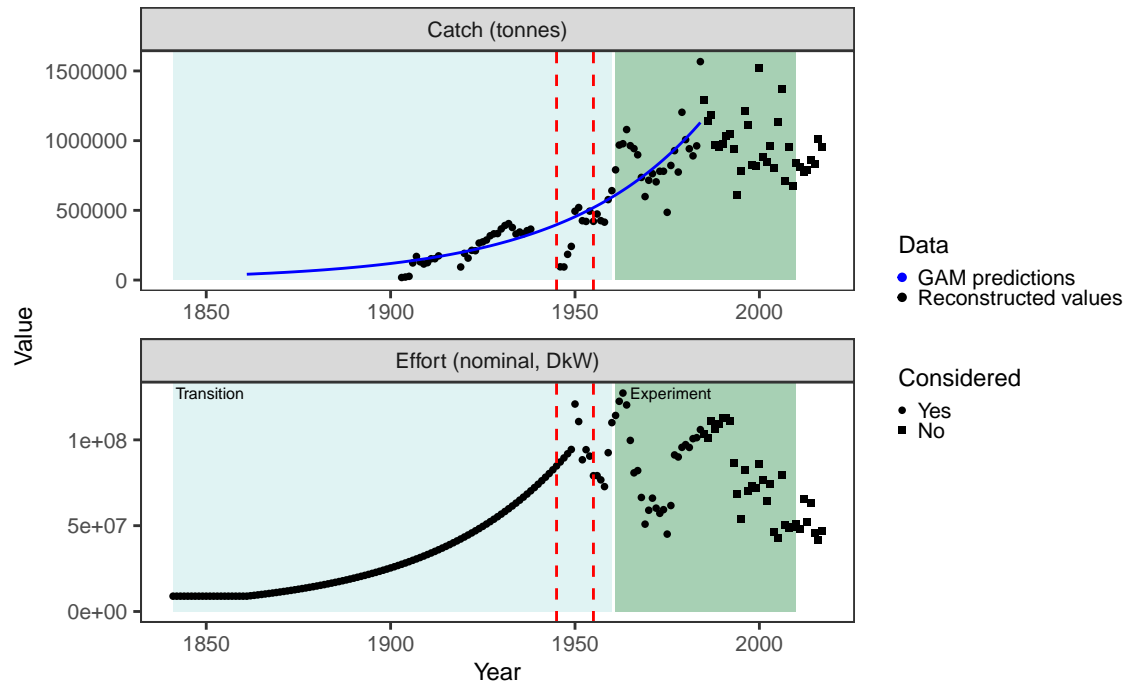 Catch (tonnes)
1500000
1000000
500000
0
1850
1900
1950
2000
Value
Effort (nominal, DkW)
Transition
Experiment
1e+08
5e+07
0e+00
1850
1900
1950
2000
Year
Data
GAM predictions
Reconstructed values
Considered
Yes
No